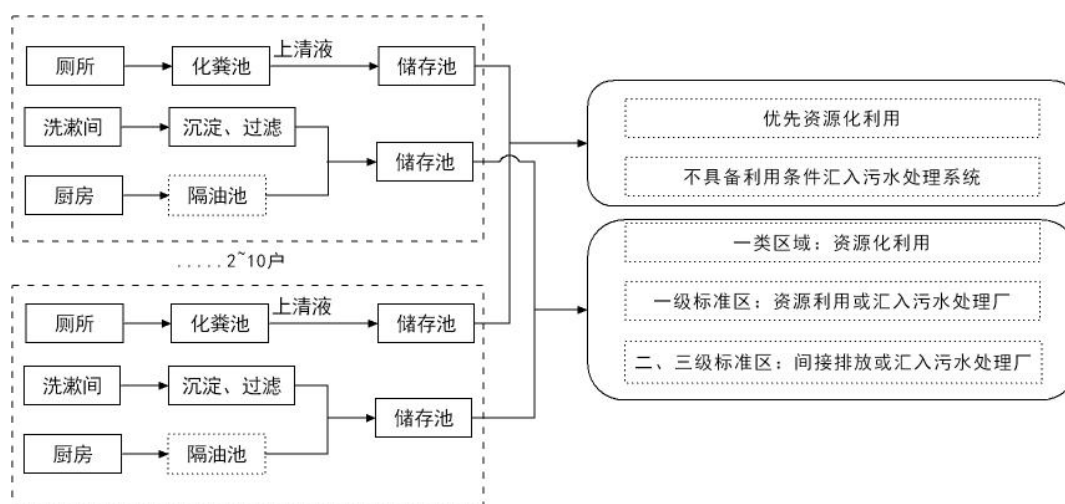 厕所
化粪池
上清液
储存池
洗漱间
沉淀、过滤
储存池
厨房
隔油池
.....2~10户
厕所
化粪池
上清液
储存池
洗漱间
沉淀、过滤
储存池
厨房
隔油池
优先资源化利用
不具备利用条件汇入污水处理系统
一类区域：资源化利用
一级标准区：资源利用或汇入污水处理厂
二、三级标准区：间接排放或汇入污水处理厂